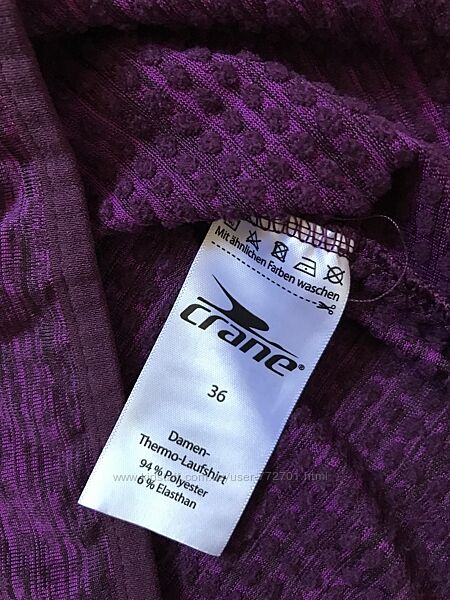 Mit ähnlichen Farben waschen
crane®
36
Damen-
Thermo-Laufshirt
94 % Polyester
6 % Elasthan